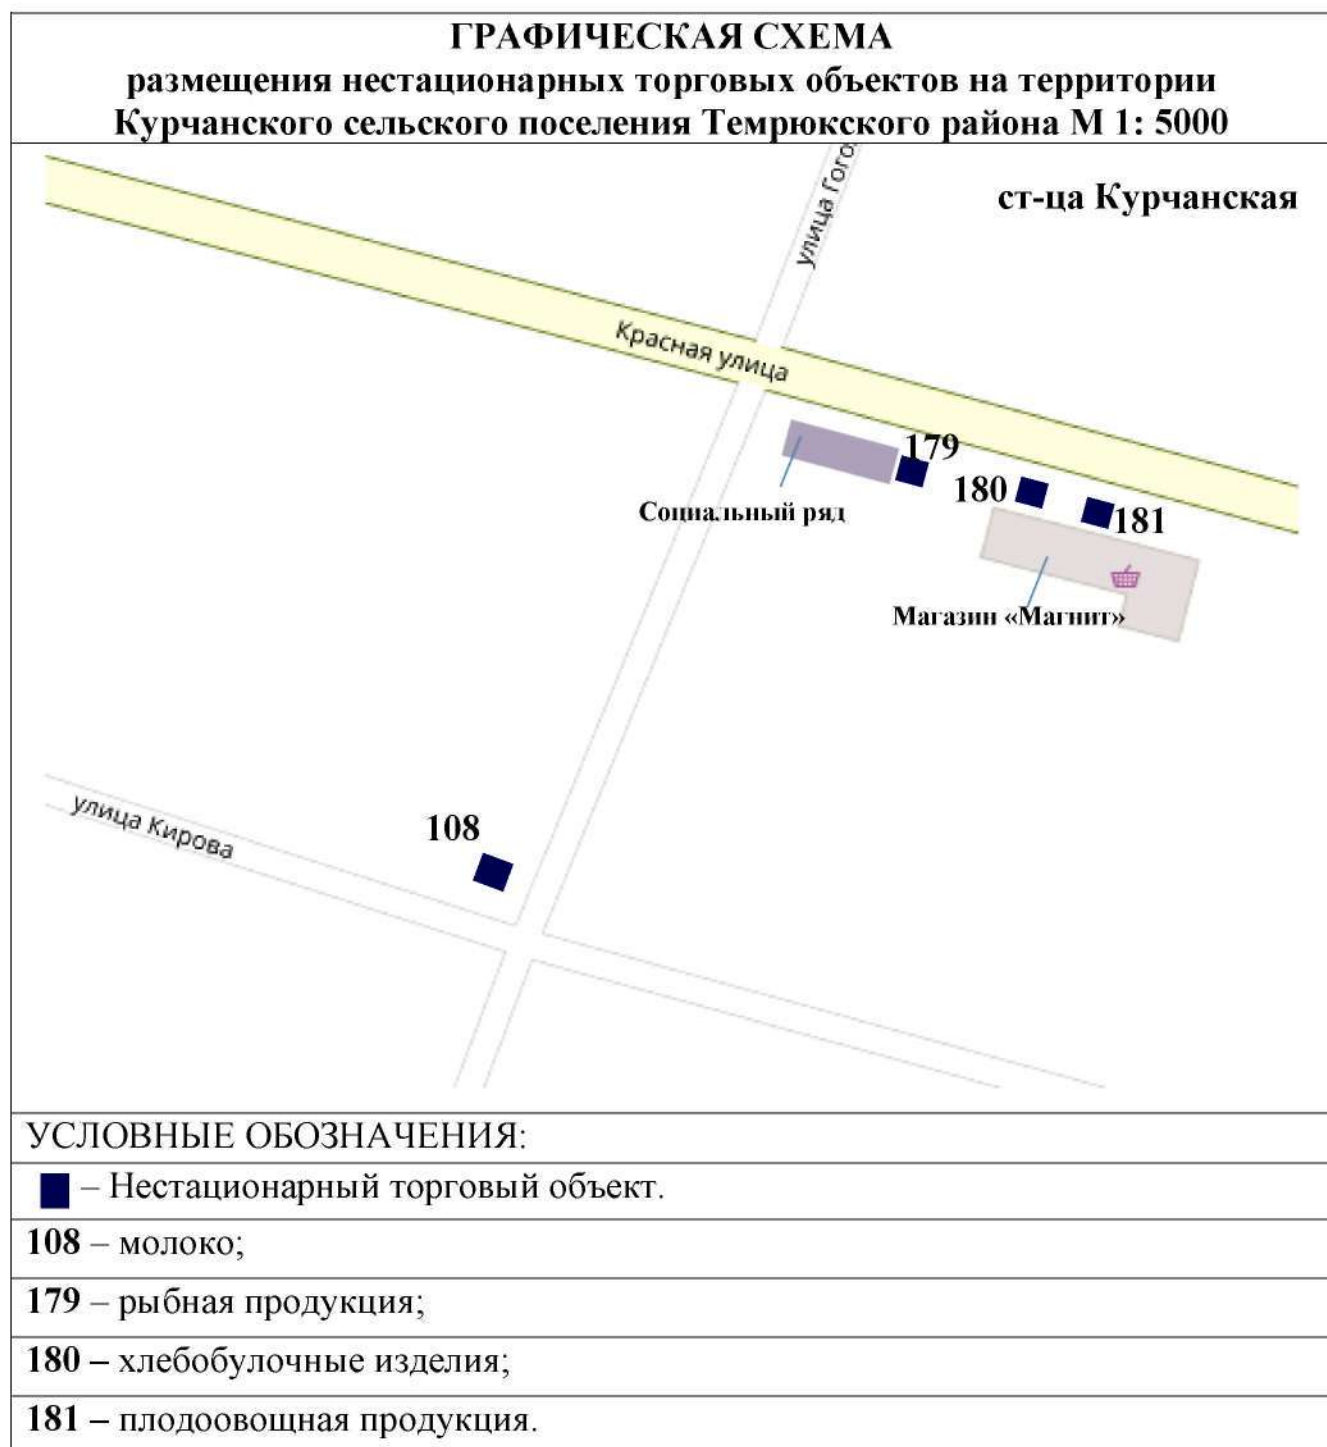 ГРАФИЧЕСКАЯ СХЕМА
размещения нестационарных торговых объектов на территории
Курчанского сельского поселения Темрюкского района М 1: 5000
ст-ца Курчанская
улица Гого
Красная улица
179
180
181
Социальный ряд
Магазин «Магнит»
улица Кирова
108
УСЛОВНЫЕ ОБОЗНАЧЕНИЯ:
– Нестационарный торговый объект.
108 – молоко;
179 – рыбная продукция;
180 – хлебобулочные изделия;
181 – плодоовощная продукция.